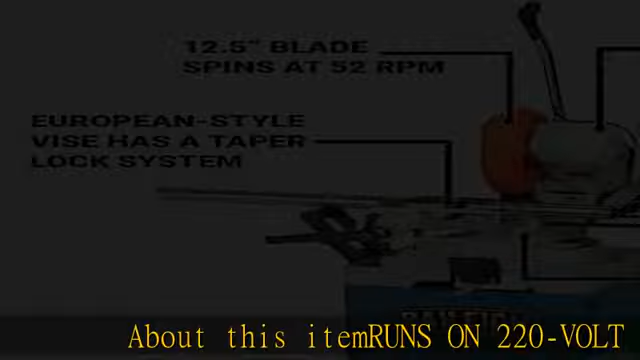 12.5" BLADE
SPINS AT 52 RPM
EUROPEAN-STYLE
VISE HAS A TAPER
LOCK SYSTEM
About this itemRUNS ON 220-VOLT